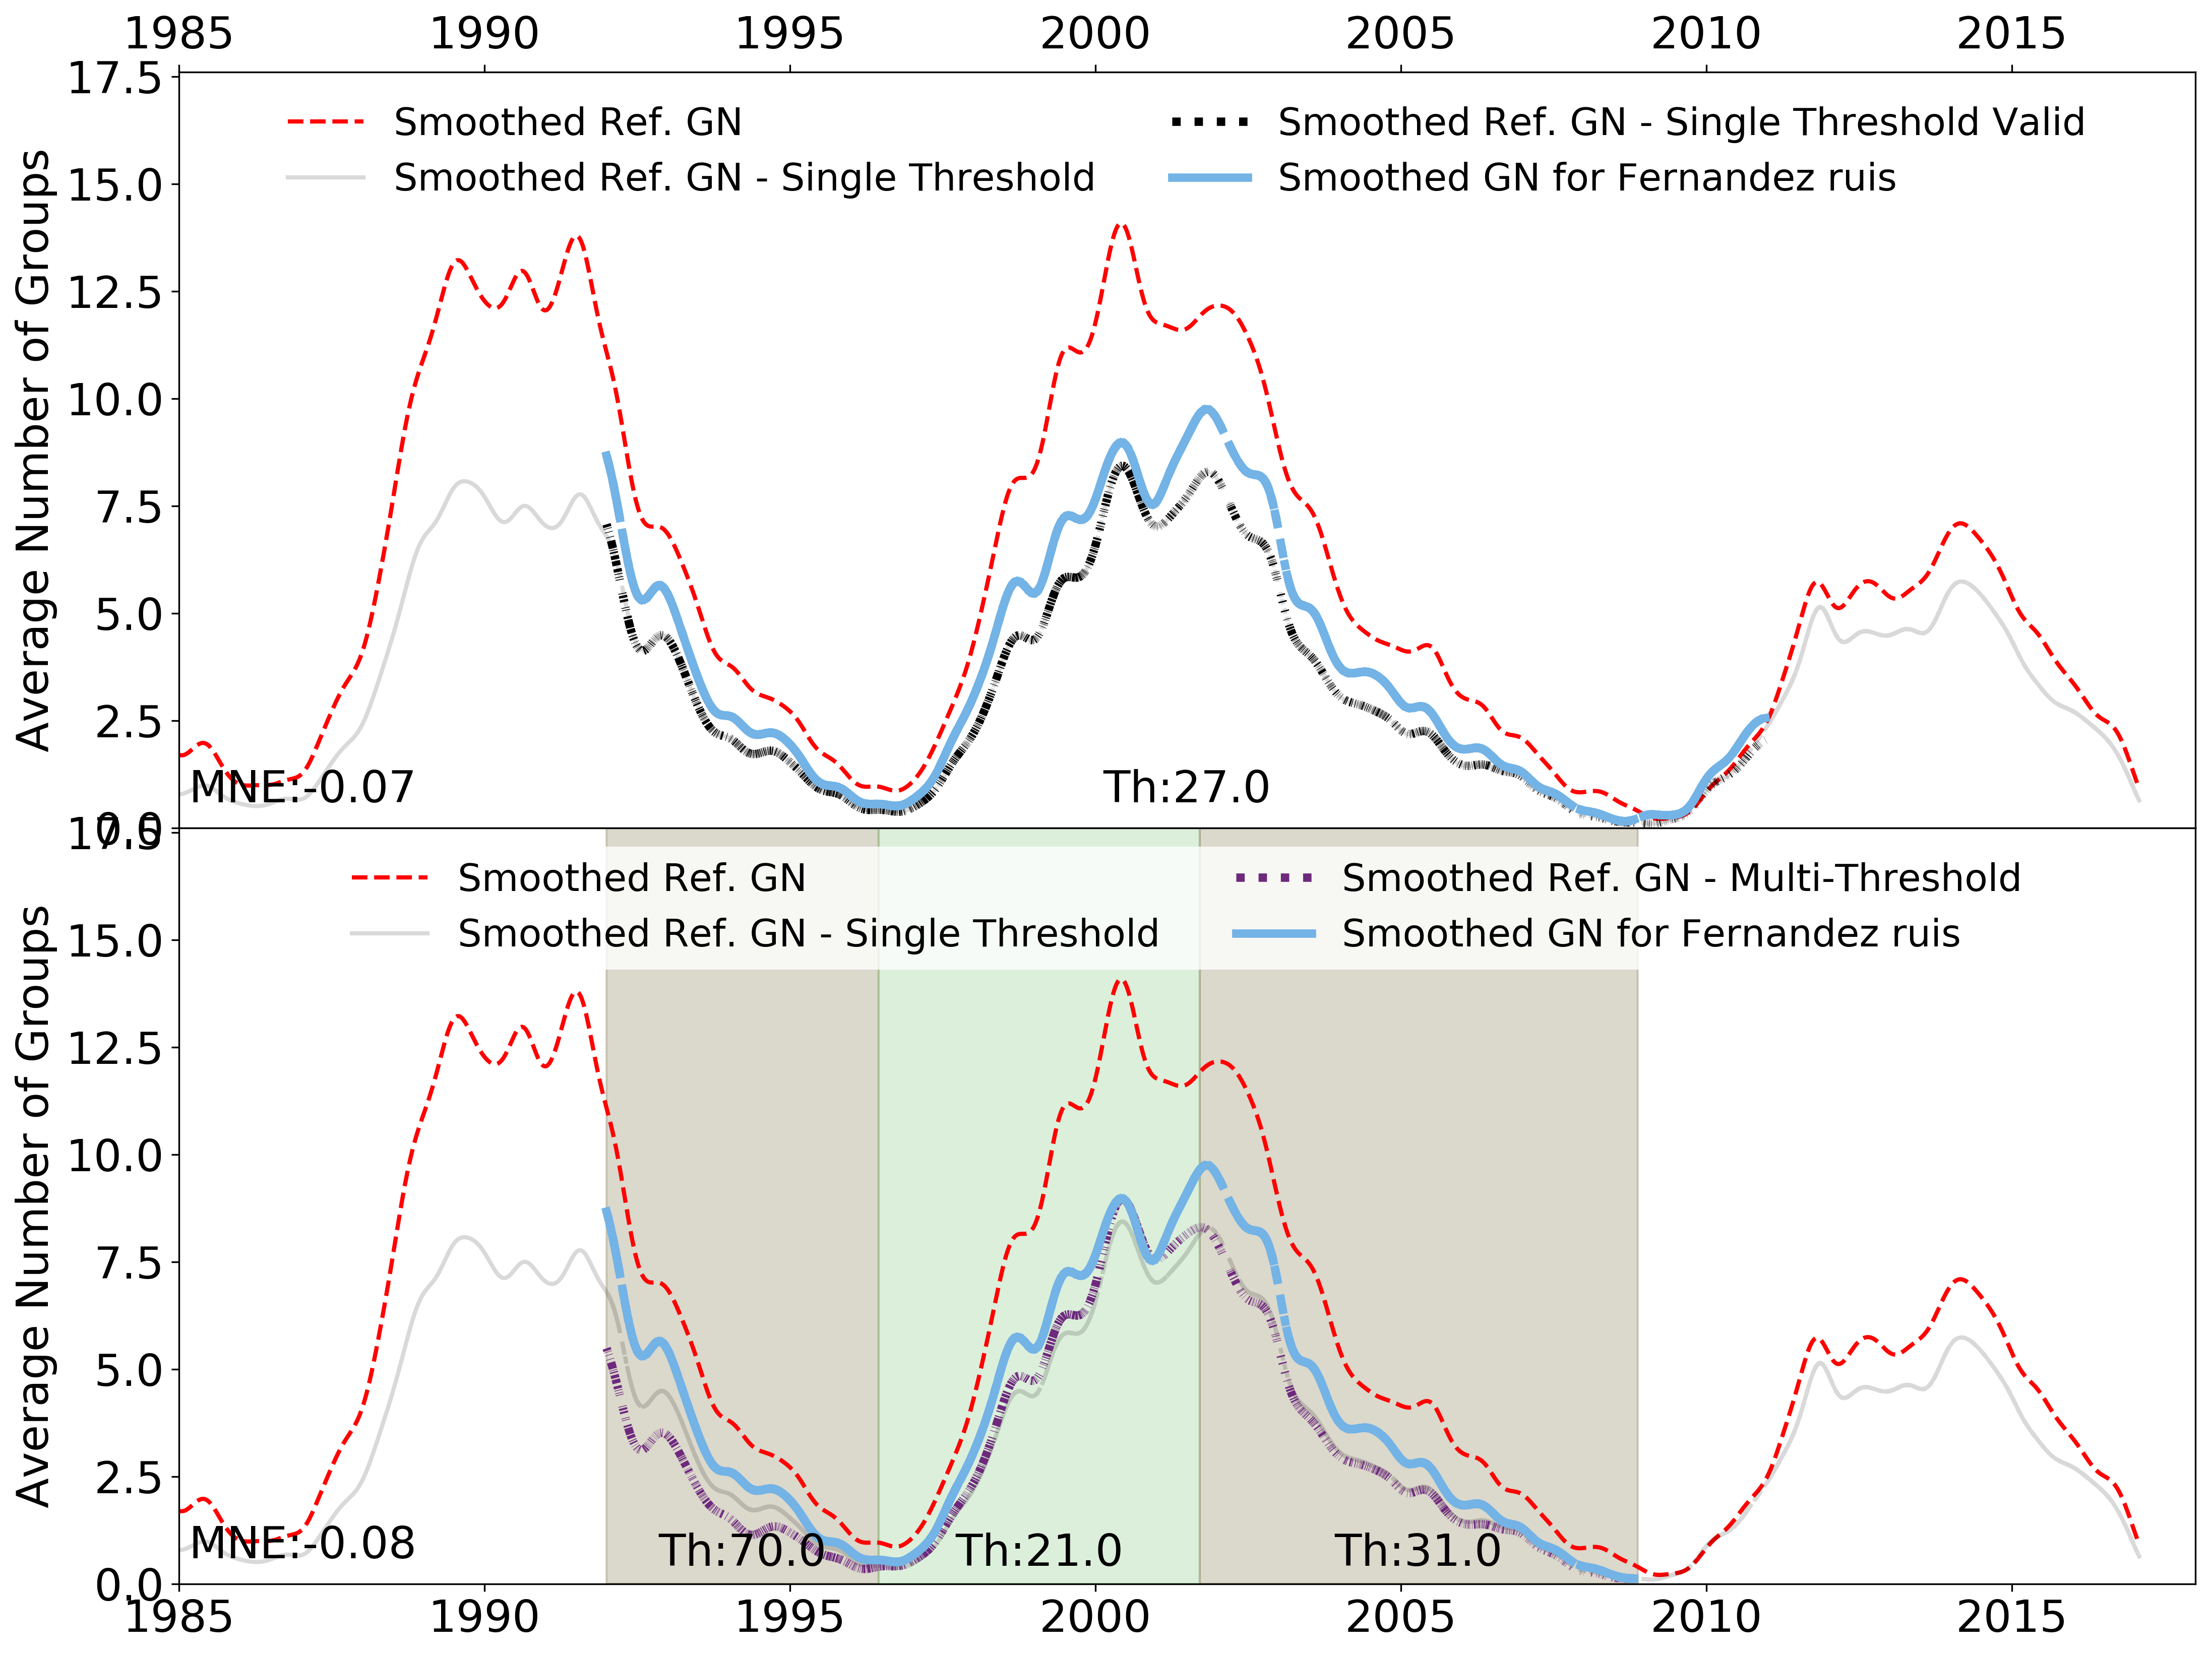 1985 1990 1995 2000 2005 2010 2015
17.5
15.0
12.5
10.0
7.5
5.0
2.5
0.0
Average Number of Groups
Smoothed Ref. GN
Smoothed Ref. GN - Single Threshold
Smoothed Ref. GN - Single Threshold Valid
Smoothed GN for Fernandez ruis
MNE:-0.07
Th:27.0
17.5
15.0
12.5
10.0
7.5
5.0
2.5
0.0
Average Number of Groups
Smoothed Ref. GN
Smoothed Ref. GN - Single Threshold
Smoothed Ref. GN - Multi-Threshold
Smoothed GN for Fernandez ruis
MNE:-0.08
Th:70.0
Th:21.0
Th:31.0
1985 1990 1995 2000 2005 2010 2015